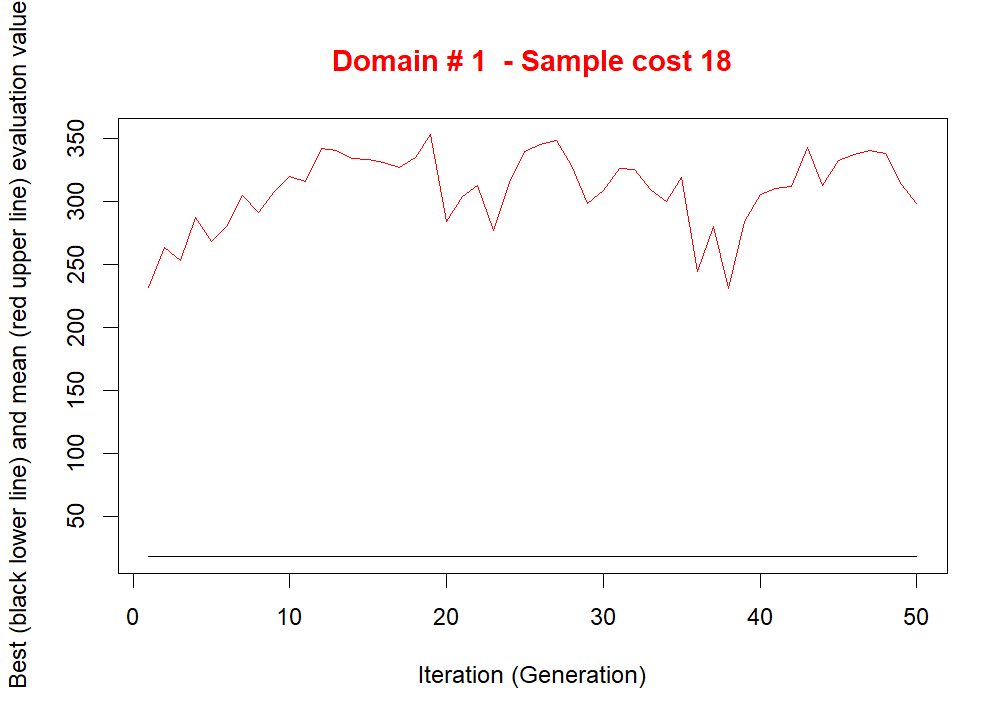 Domain # 1  - Sample cost 18
Best (black lower line) and mean (red upper line) evaluation value
350
300
250
200
150
100
50
0 10 20 30 40 50
Iteration (Generation)